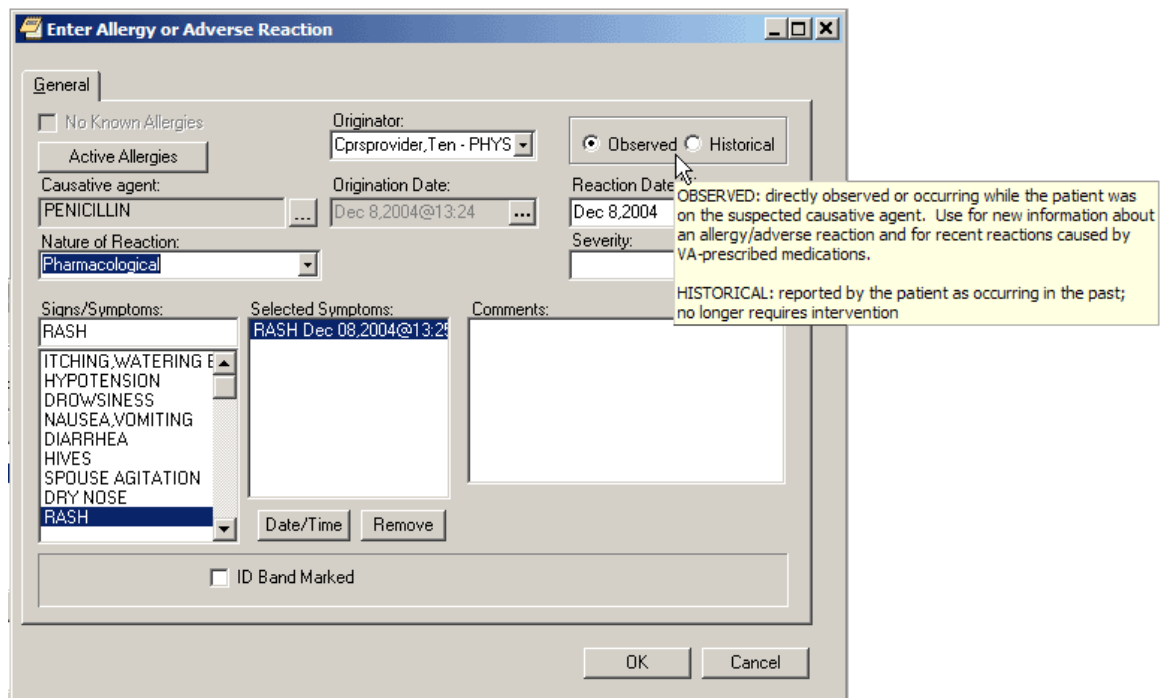 Enter Allergy or Adverse Reaction
General
No Known Allergies
Active Allergies
Originator:
Cprsprovider,Ten - PHYS
Observed
Historical
Causative agent:
PENICILLIN
...
Origination Date:
Dec 8,2004@13:24
...
Reaction Date
Dec 8,2004
Nature of Reaction:
Pharmacological
Severity:
OBSERVED: directly observed or occurring while the patient was
on the suspected causative agent.  Use for new information about
an allergy/adverse reaction and for recent reactions caused by
VA-prescribed medications.
HISTORICAL: reported by the patient as occurring in the past;
no longer requires intervention
Signs/Symptoms:
RASH
ITCHING,WATERING
HYPOTENSION
DROWSINESS
NAUSEA,VOMITING
DIARRHEA
HIVES
SPOUSE AGITATION
DRY NOSE
RASH
Selected Symptoms:
RASH Dec 08,2004@13:25
Comments:
Date/Time
Remove
ID Band Marked
OK
Cancel